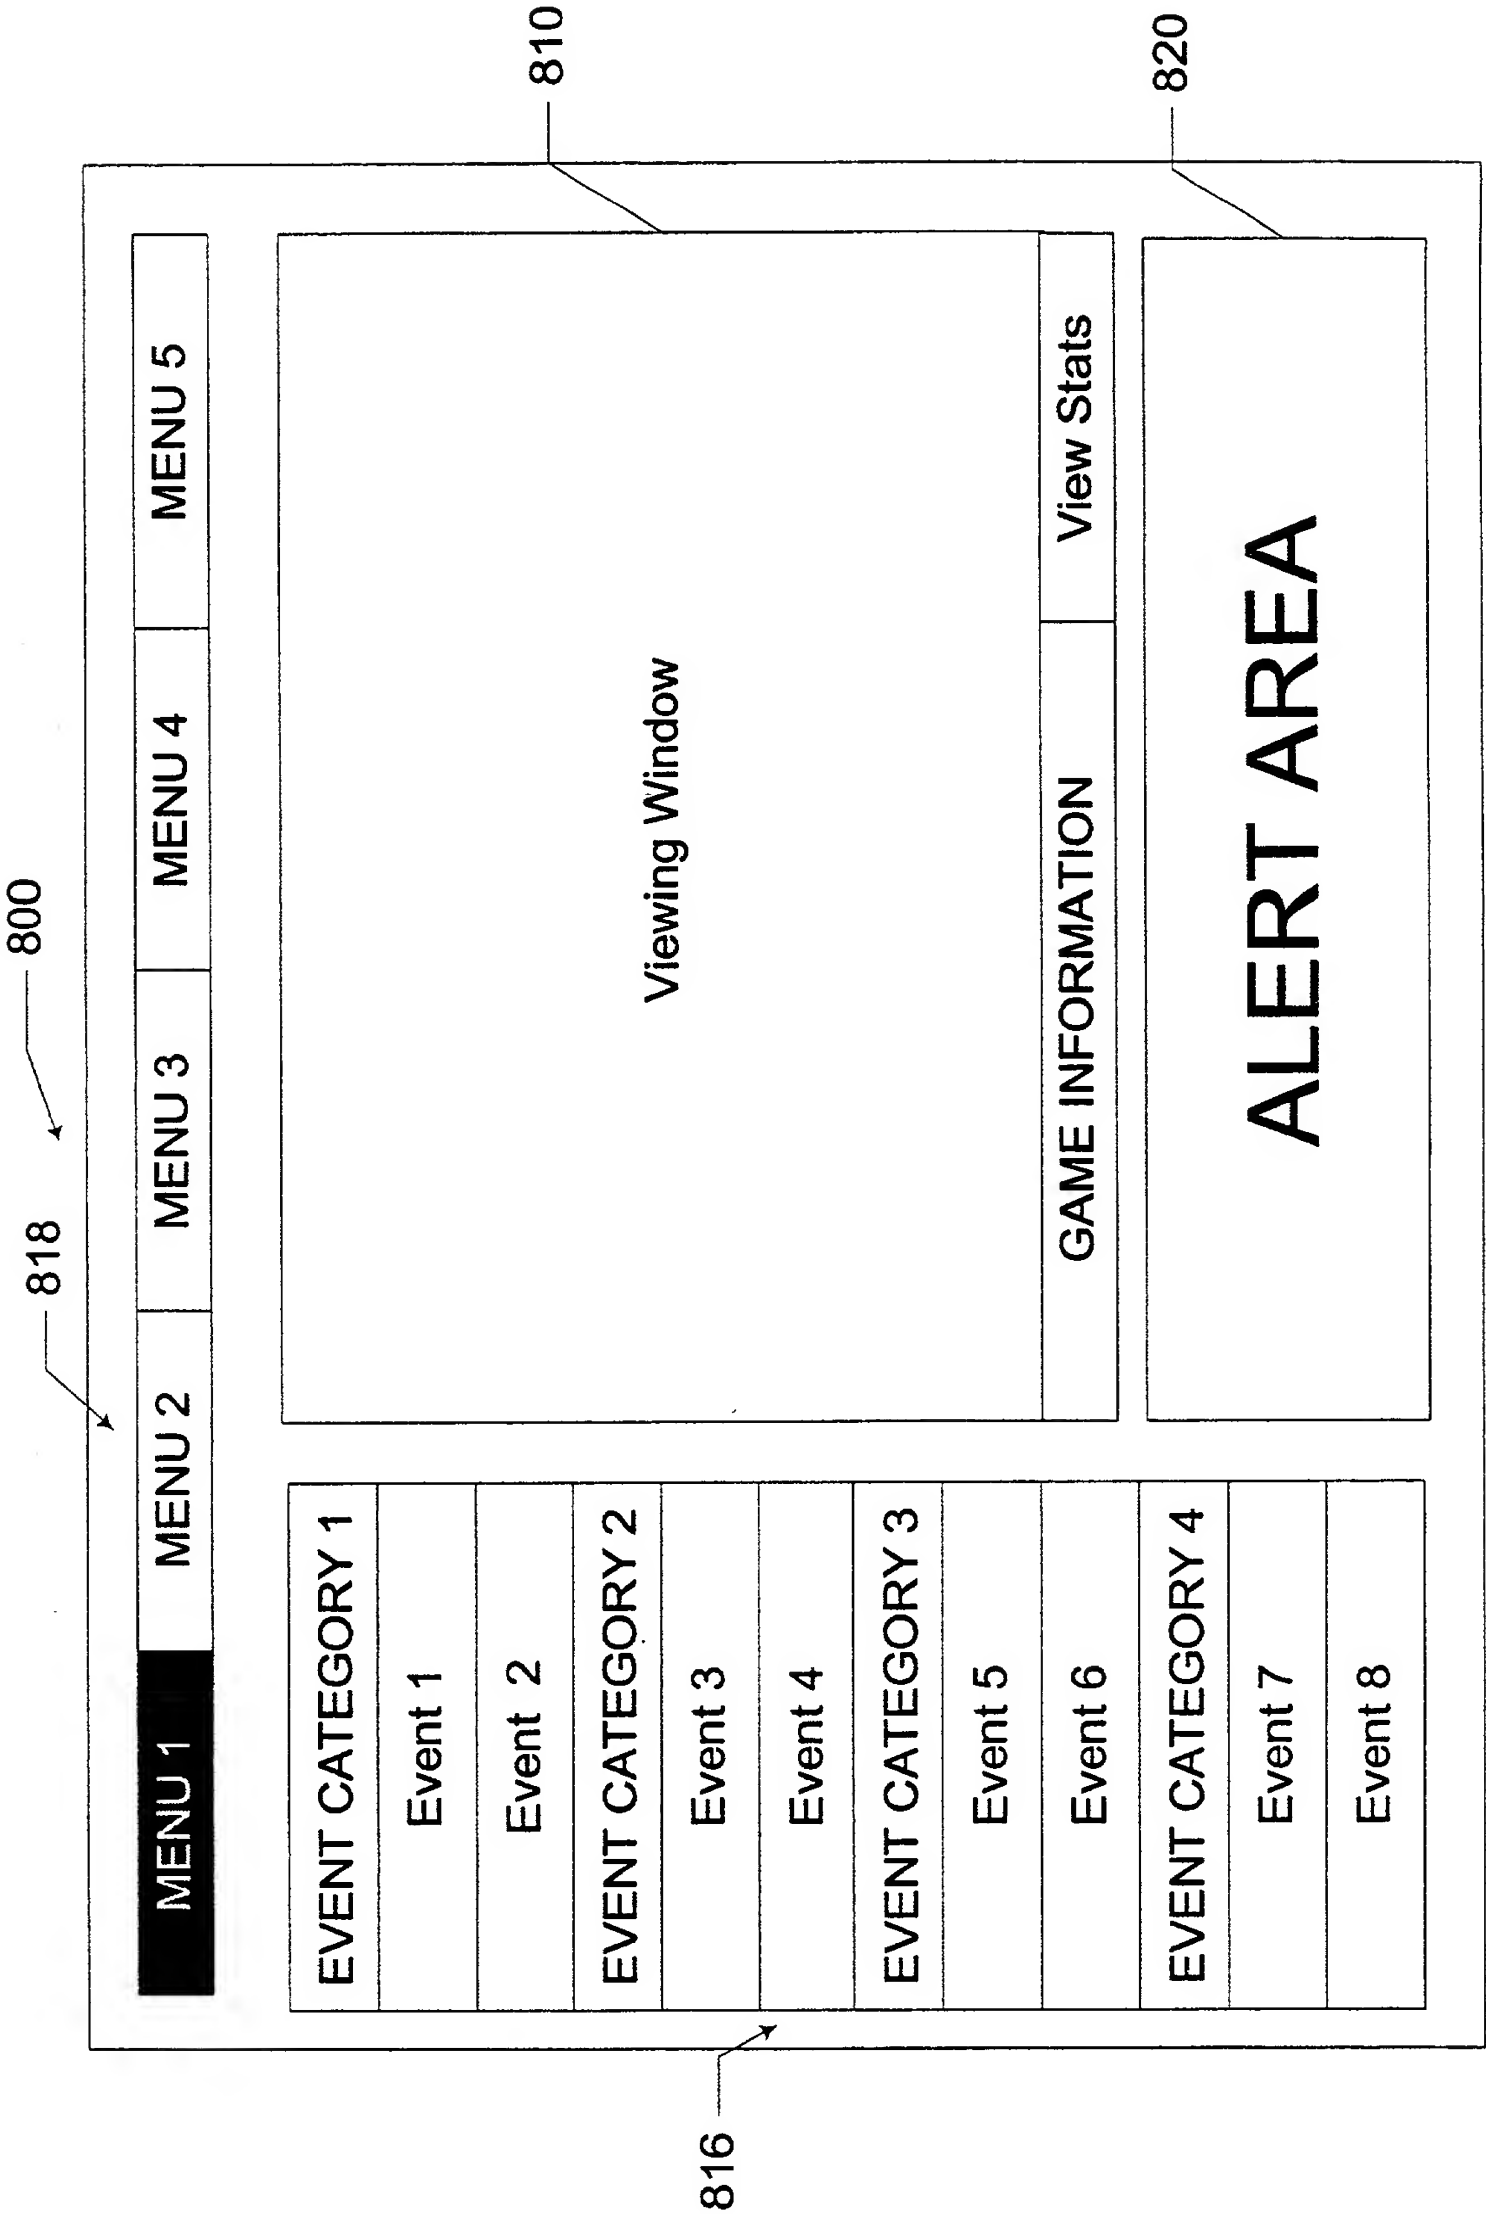 800
818
MENU 1
MENU 2
MENU 3
MENU 4
MENU 5
EVENT CATEGORY 1
Event 1
Event 2
EVENT CATEGORY 2
Event 3
Event 4
EVENT CATEGORY 3
Event 5
Event 6
EVENT CATEGORY 4
Event 7
Event 8
816
Viewing Window
810
GAME INFORMATION
View Stats
ALERT AREA
820